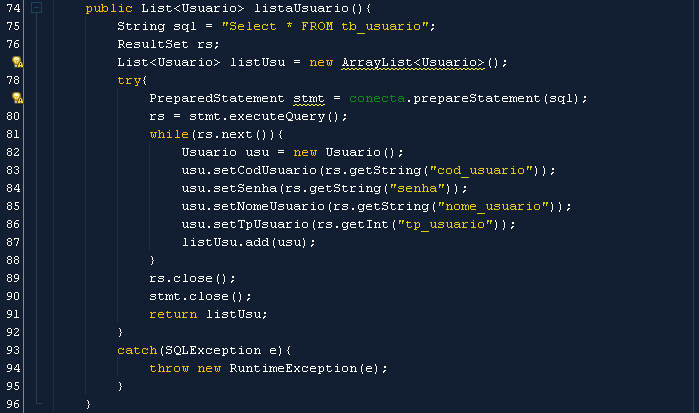 74 public List<Usuario> listaUsuario(){
75 String sql = "Select * FROM tb_usuario";
76 ResultSet rs;
List<Usuario> listUsu = new ArrayList<Usuario>();
78 try{
PreparedStatement stmt = conecta.prepareStatement(sql);
80 rs = stmt.executeQuery();
81 while(rs.next()){
82 Usuario usu = new Usuario();
83 usu.setCodUsuario(rs.getString("cod_usuario"));
84 usu.setSenha(rs.getString("senha"));
85 usu.setNomeUsuario(rs.getString("nome_usuario"));
86 usu.setTpUsuario(rs.getInt("tp_usuario"));
87 listUsu.add(usu);
88 }
89 rs.close();
90 stmt.close();
91 return listUsu;
92 }
93 catch(SQLException e){
94 throw new RuntimeException(e);
95 }
96 }